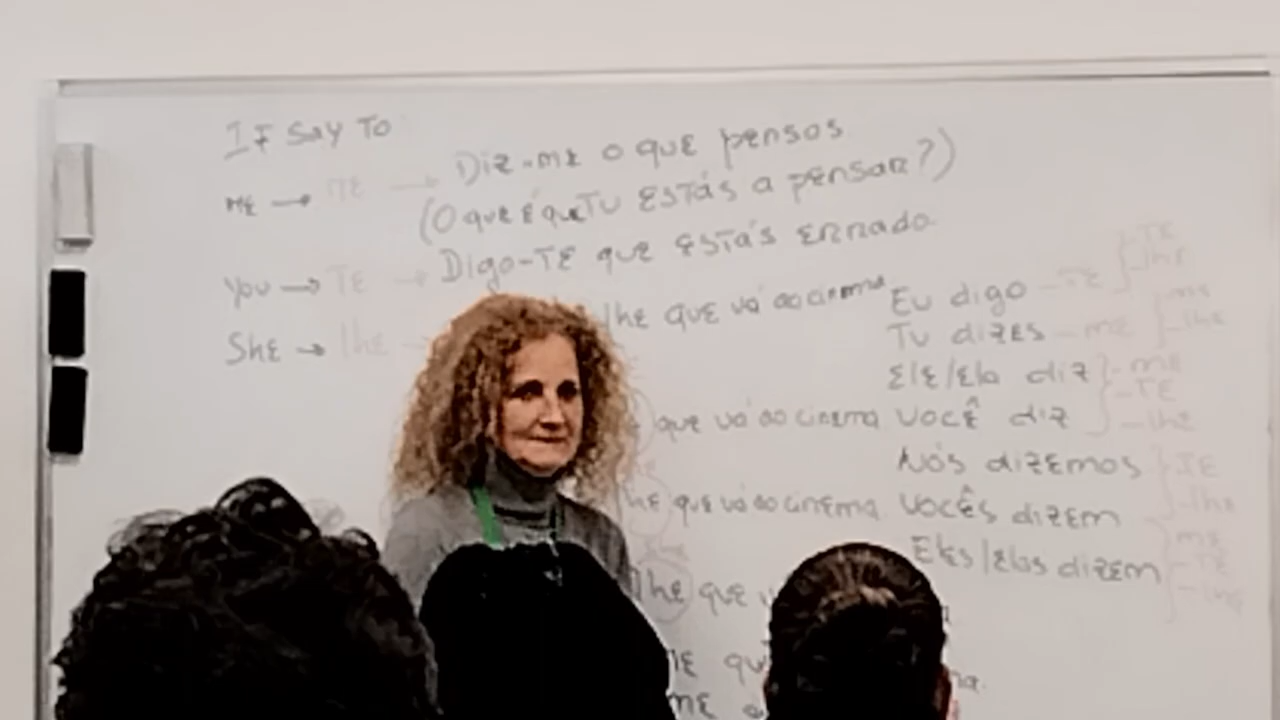 IF SAY TO
ME → ME → Diz-me o que pensas
(O que é que TU ESTÁS a pensar?)
YOU → TE → Digo-TE que estás errado
SHE → lhe
lhe que vá ao cinema
que vá ao cinema
he que vá ao cinema
lhe que
que
ME
Eu digo - TE - lhe
Tu dizes - me - lhe
Ele/Ela diz - me
Você diz - TE - lhe
Nós dizemos TE - lhe
Vocês dizem me
Eles/Elas dizem - TE - lhe